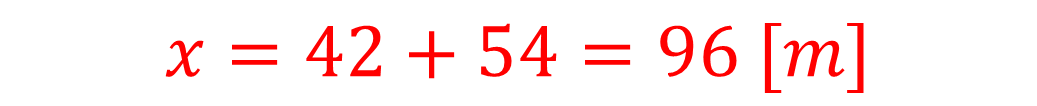 x = 42 + 54 = 96 [m]